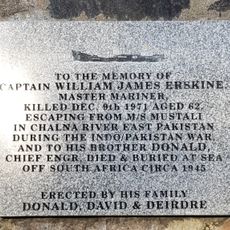 TO THE MEMORY OF
CAPTAIN WILLIAM JAMES ERSKINE.
MASTER MARINER,
KILLED DEC. 9th 1971 AGED 62,
ESCAPING FROM M/S MUSTALI
IN CHALNA RIVER EAST PAKISTAN
DURING THE INDO/PAKISTAN WAR.
AND TO HIS BROTHER DONALD,
CHIEF ENGR. DIED & BURIED AT SEA
OFF SOUTH AFRICA CIRCA 1945
ERECTED BY HIS FAMILY
DONALD, DAVID & DEIRDRE